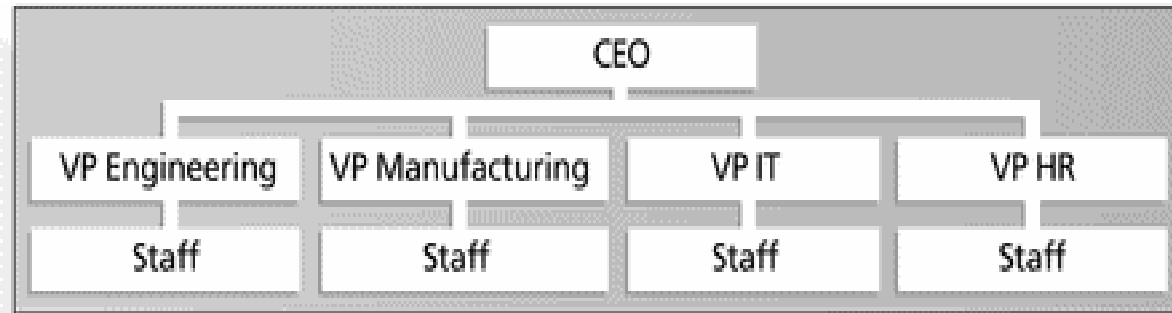 CEO
VP Engineering VP Manufacturing VP IT VP HR
Staff Staff Staff Staff